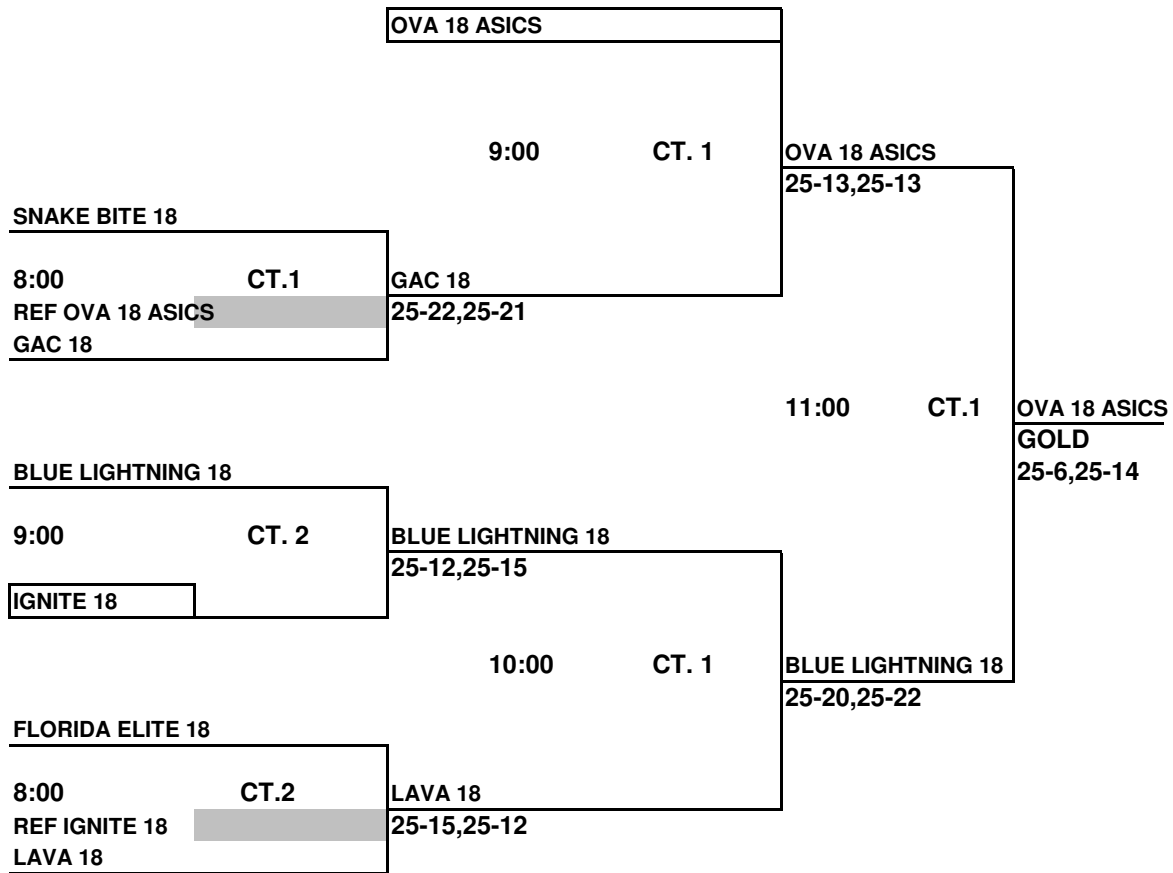 OVA 18 ASICS
9:00 CT. 1 OVA 18 ASICS
25-13,25-13
SNAKE BITE 18
8:00 CT.1 GAC 18
REF OVA 18 ASICS 25-22,25-21
GAC 18
11:00 CT.1 OVA 18 ASICS
GOLD
BLUE LIGHTNING 18 25-6,25-14
9:00 CT. 2 BLUE LIGHTNING 18
25-12,25-15
IGNITE 18
10:00 CT. 1 BLUE LIGHTNING 18
25-20,25-22
FLORIDA ELITE 18
8:00 CT.2 LAVA 18
REF IGNITE 18 25-15,25-12
LAVA 18